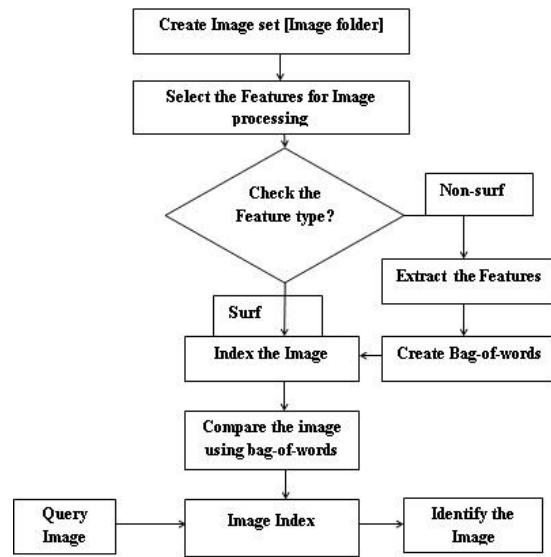 Create Image set [Image folder]
Select the Features for Image
processing
Check the
Feature type?
Non-surf
Extract the Features
Surf
Index the Image
Create Bag-of-words
Compare the image
using bag-of-words
Query
Image
Image Index
Identify the
Image